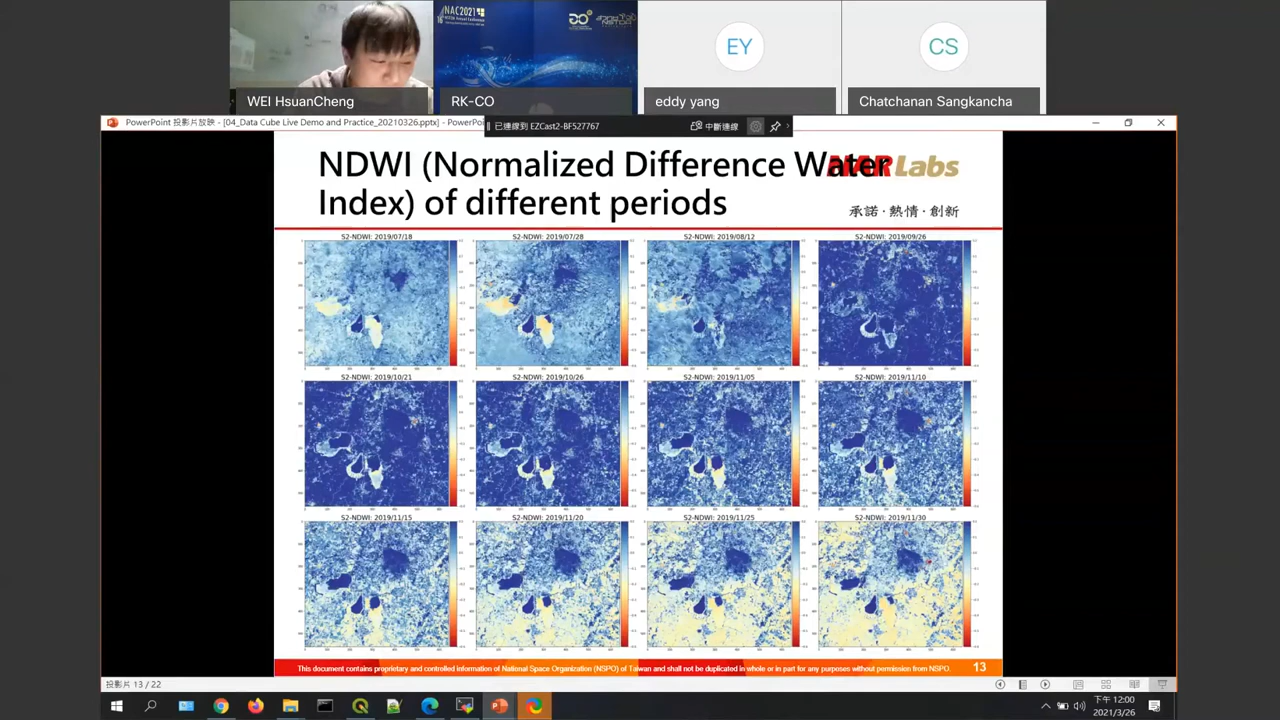 NAC2021
EY
CS
WEI HsuanCheng
RK-CO
eddy yang
Chatchanan Sangkancha
PowerPoint 投影片放映 - [04_Data Cube Live Demo and Practice_20210326.pptx] - PowerPoi
已連線到 EZCast2-BF527767
中斷連線
NDWI (Normalized Difference Water
Index) of different periods
NARLabs
承諾·熱情·創新
S2-NDWI: 2019/07/18
S2-NDWI: 2019/07/28
S2-NDWI: 2019/08/12
S2-NDWI: 2019/09/26
S2-NDWI: 2019/10/21
S2-NDWI: 2019/10/26
S2-NDWI: 2019/11/05
S2-NDWI: 2019/11/10
S2-NDWI: 2019/11/15
S2-NDWI: 2019/11/20
S2-NDWI: 2019/11/25
S2-NDWI: 2019/11/30
This document contains proprietary and controlled information of National Space Organization (NSPO) of Taiwan and shall not be duplicated in whole or in part for any purposes without permission from NSPO.
13
投影片 13 / 22
下午 12:00
2021/3/26